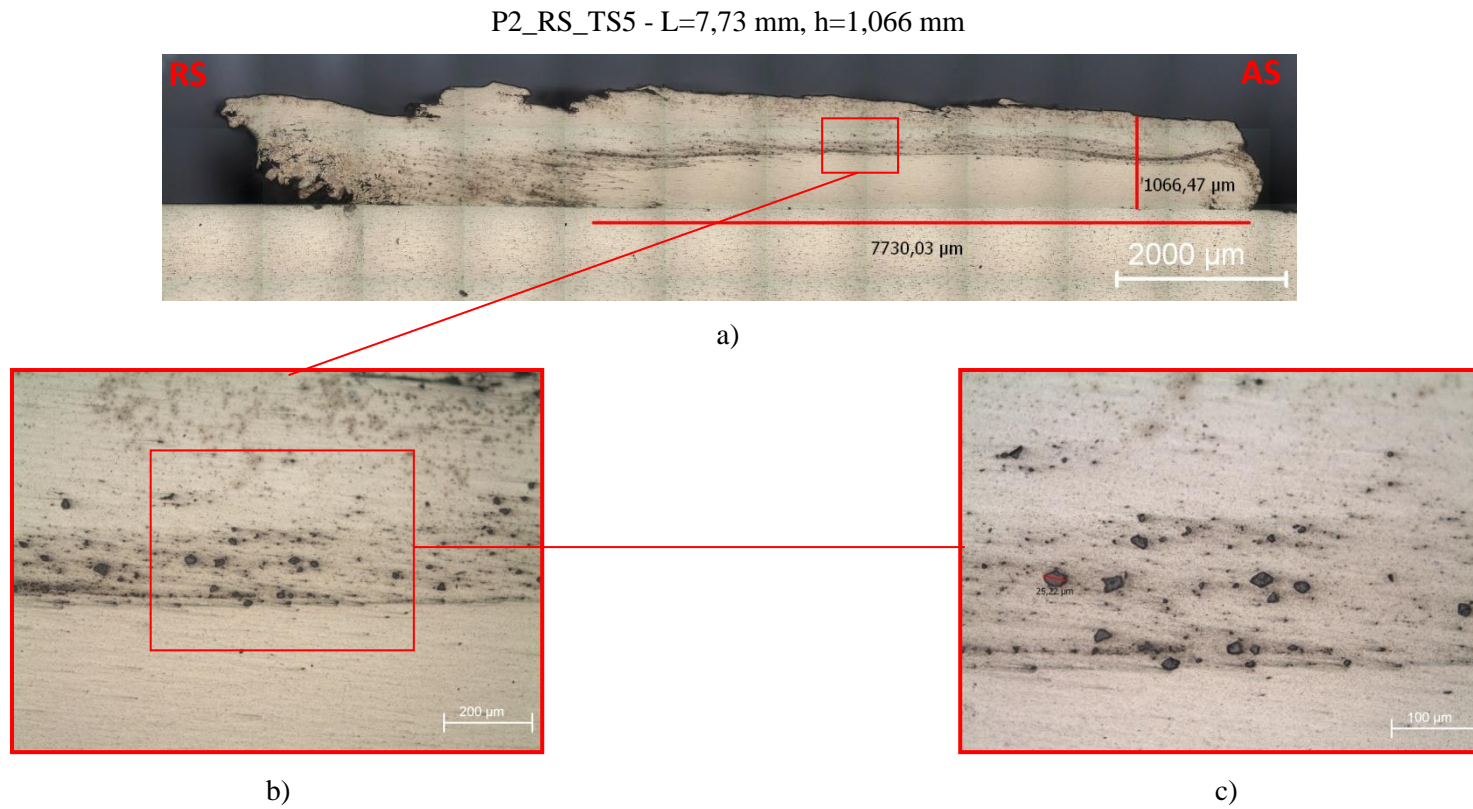 P2_RS_TS5 - L=7,73 mm, h=1,066 mm
RS
AS
1066,47 µm
7730,03 µm
2000 µm
a)
25,22 µm
200 µm
100 µm
b)
c)